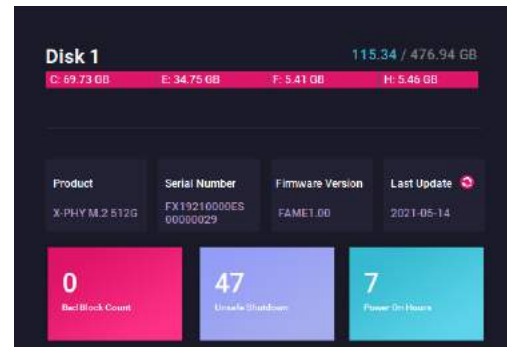 Disk 1
115.34 / 476.94 GB
C: 69.73 GB E: 34.75 GB F: 5.41 GB H: 5.46 GB
Product Serial Number Firmware Version Last Update
X-PHY M.2 512G FX19210000ES FAME1.00 2021-05-14
00000029
0 47 7
Bad Block Count Unsafe Shutdown Power On Hours